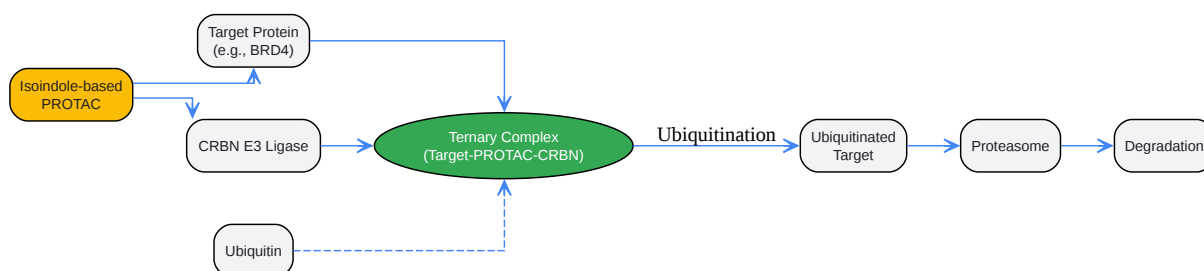 Target Protein
(e.g., BRD4)
Isoindole-based
PROTAC
CRBN E3 Ligase
Ternary Complex
(Target-PROTAC-CRBN)
Ubiquitination
Ubiquitinated
Target
Proteasome
Degradation
Ubiquitin